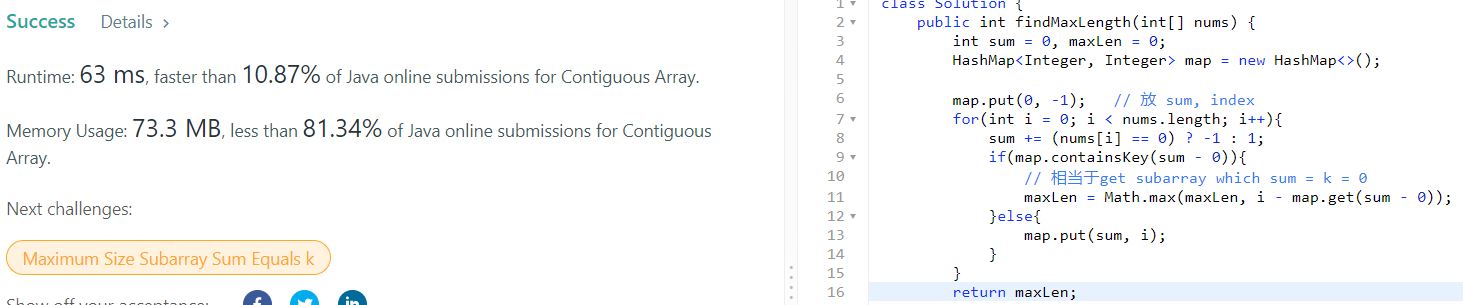 Success Details >
Runtime: 63 ms, faster than 10.87% of Java online submissions for Contiguous Array.
Memory Usage: 73.3 MB, less than 81.34% of Java online submissions for Contiguous
Array.
Next challenges:
Maximum Size Subarray Sum Equals k
Show off your acceptance:
1 class Solution {
2 public int findMaxLength(int[] nums) {
3 int sum = 0, maxLen = 0;
4 HashMap<Integer, Integer> map = new HashMap<>();
5
6 map.put(0, -1); // 放 sum, index
7 for(int i = 0; i < nums.length; i++){
8 sum += (nums[i] == 0) ? -1 : 1;
9 if(map.containsKey(sum - 0)){
10 // 相当于get subarray which sum = k = 0
11 maxLen = Math.max(maxLen, i - map.get(sum - 0));
12 }else{
13 map.put(sum, i);
14 }
15 }
16 return maxLen;